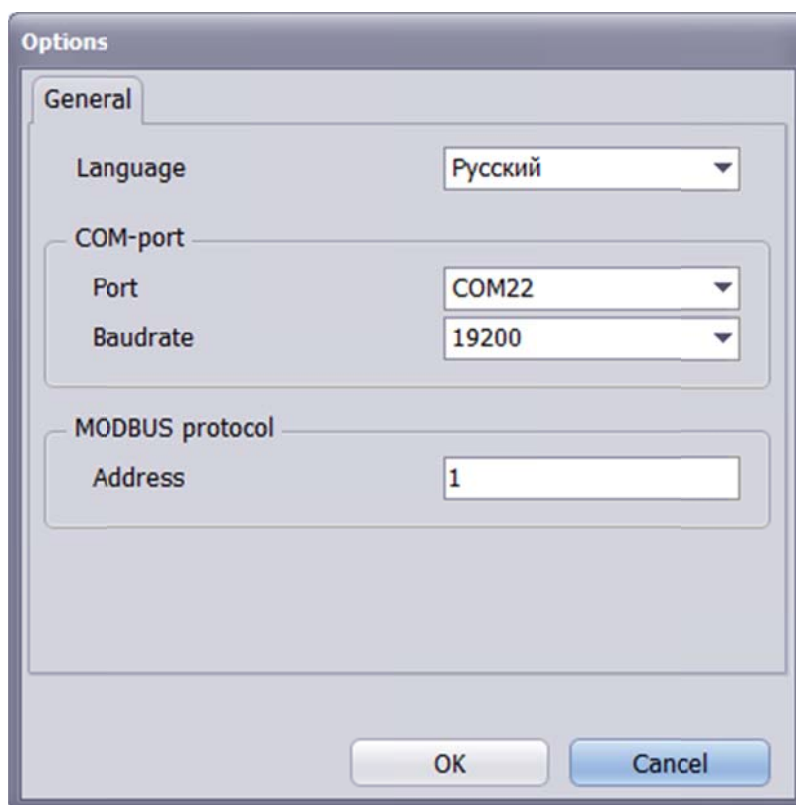 Options
General
Language Русский
COM-port
Port COM22
Baudrate 19200
MODBUS protocol
Address 1
OK Cancel